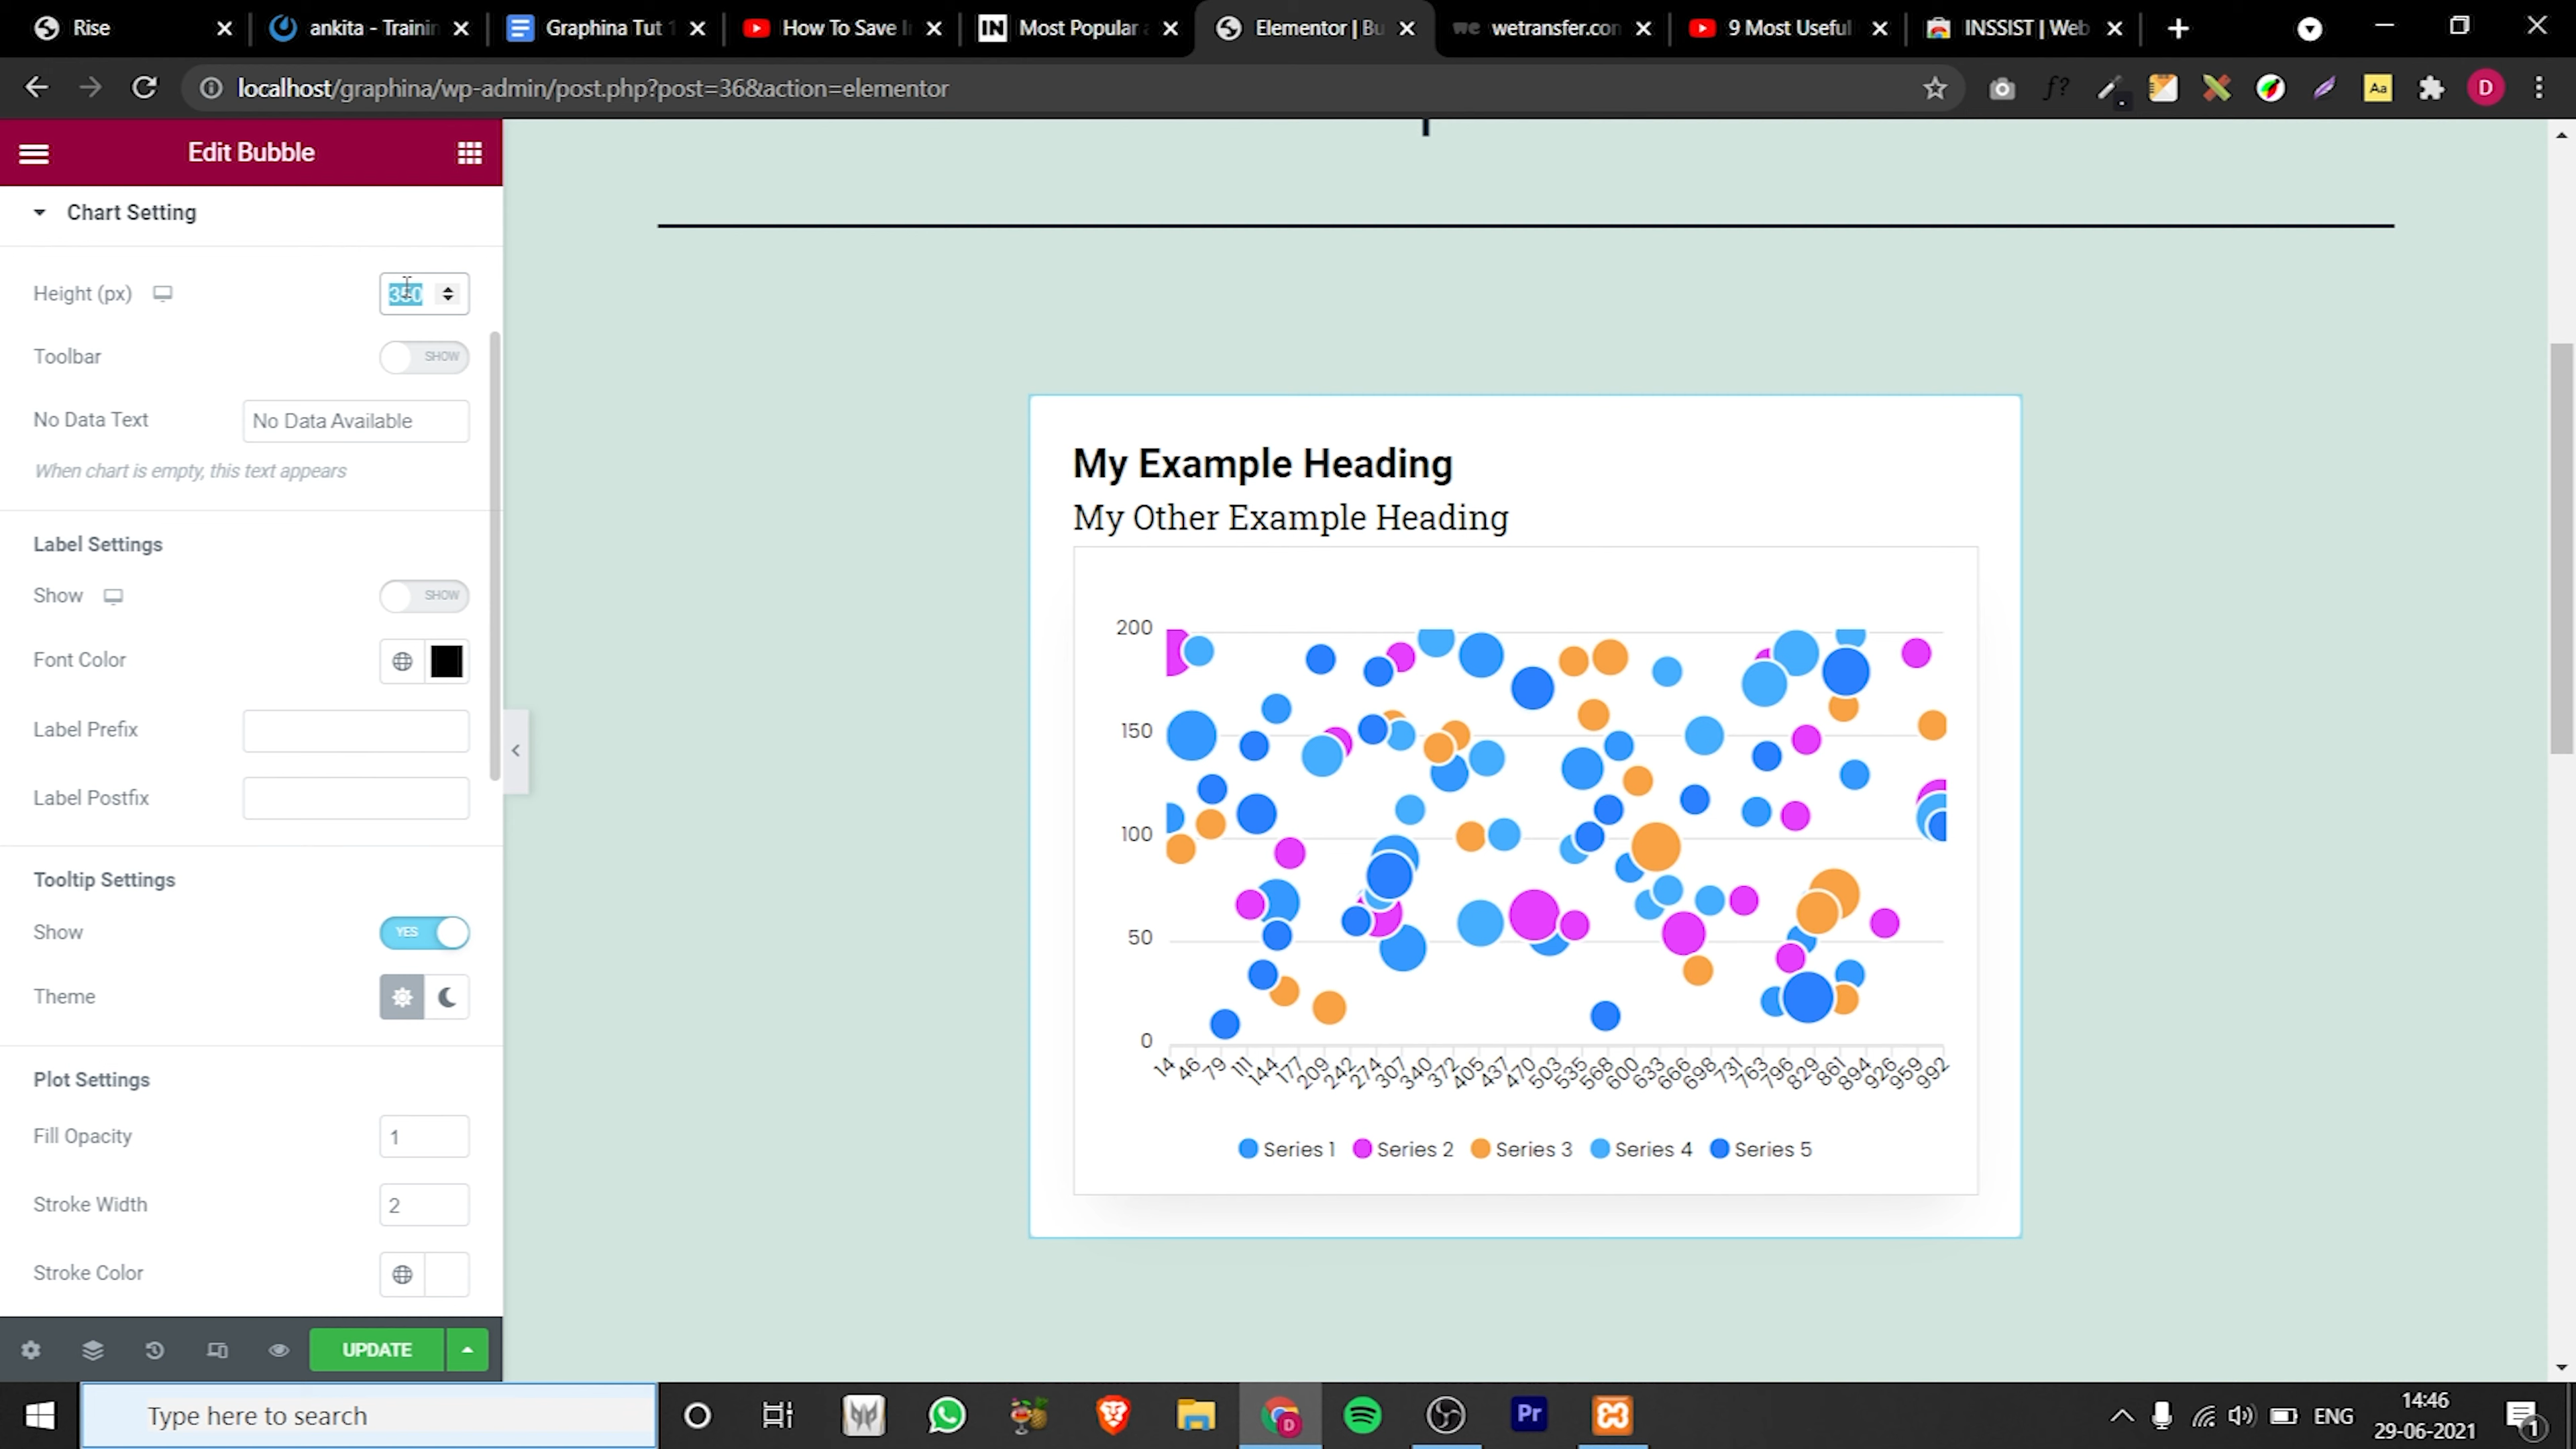 Rise
ankita - Trainin
Graphina Tut 1
How To Save I
Most Popular a
Elementor | Bu
we wetransfer.con
9 Most Useful
INSSIST | Web
localhost/graphina/wp-admin/post.php?post=36&action=elementor
Edit Bubble
Chart Setting
Height (px) 350
Toolbar SHOW
No Data Text No Data Available
When chart is empty, this text appears
Label Settings
Show SHOW
Font Color
Label Prefix
Label Postfix
Tooltip Settings
Show YES
Theme
Plot Settings
Fill Opacity 1
Stroke Width 2
Stroke Color
UPDATE
My Example Heading
My Other Example Heading
200
150
100
50
0
14 46 79 111 144 177 209 242 274 307 340 372 405 437 470 503 535 568 600 633 666 698 731 763 796 829 861 894 926 959 992
Series 1 Series 2 Series 3 Series 4 Series 5
Type here to search
Pr
ENG
14:46
29-06-2021
1
IN
f?
Aa
D
D